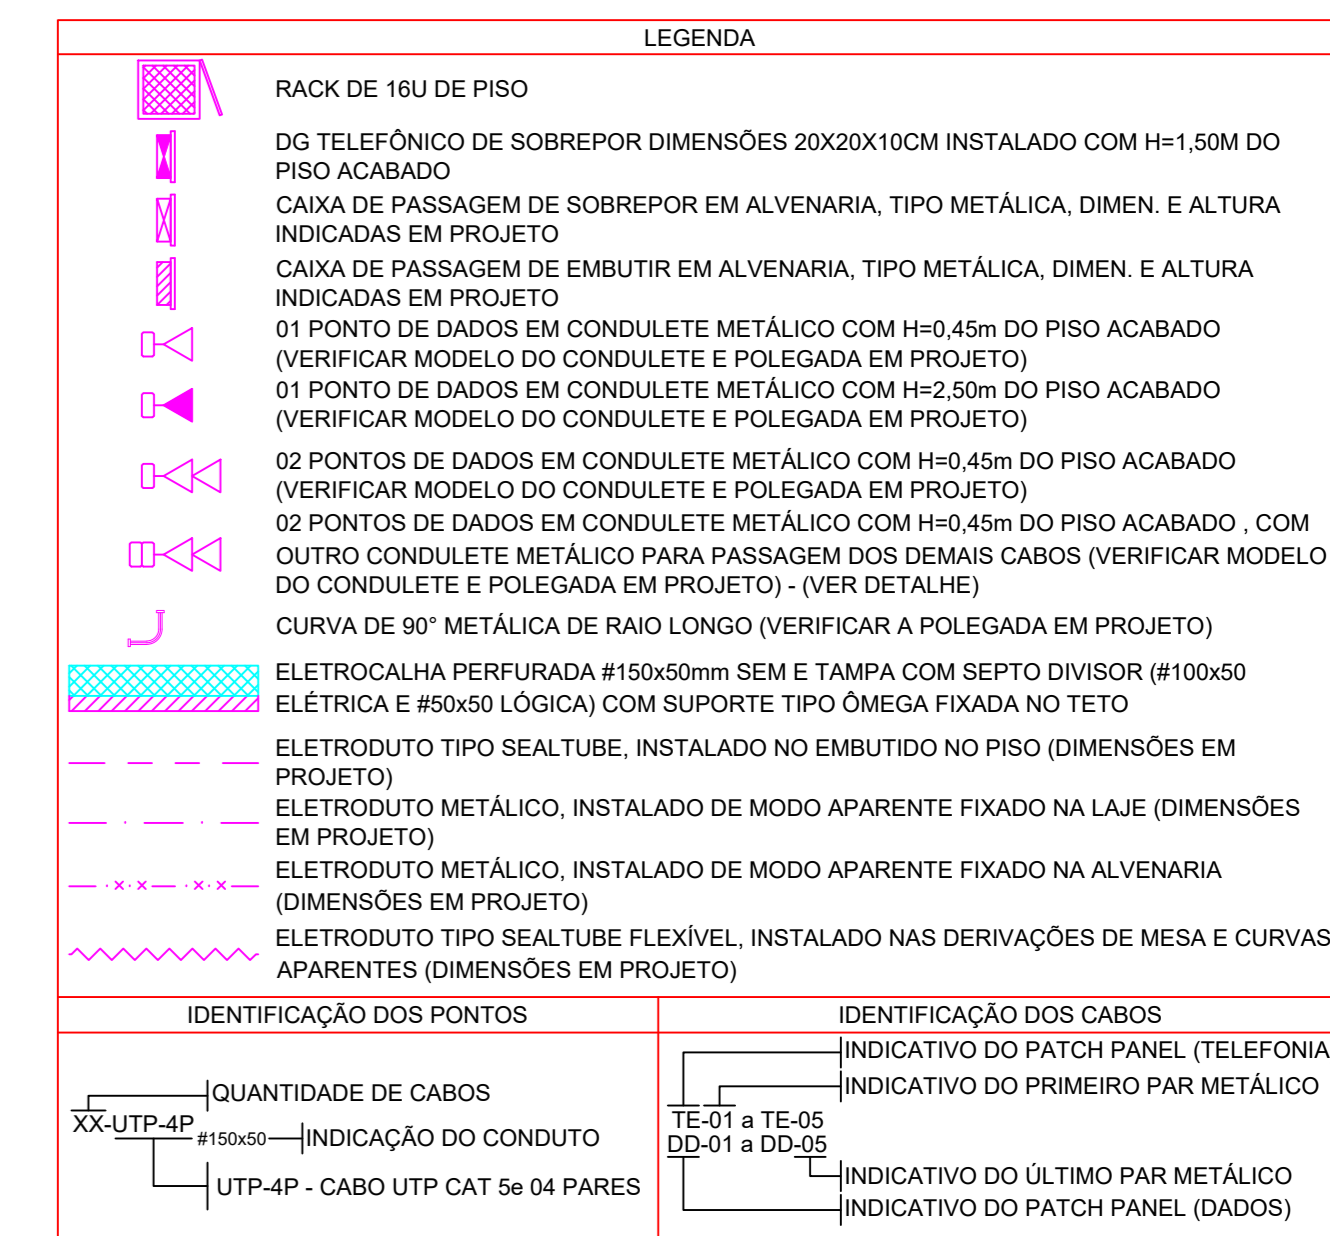 LEGENDA
RACK DE 16U DE PISO
DG TELEFÔNICO DE SOBREPOR DIMENSÕES 20X20X10CM INSTALADO COM H=1,50M DO
PISO ACABADO
CAIXA DE PASSAGEM DE SOBREPOR EM ALVENARIA, TIPO METÁLICA, DIMEN. E ALTURA
INDICADAS EM PROJETO
CAIXA DE PASSAGEM DE EMBUTIR EM ALVENARIA, TIPO METÁLICA, DIMEN. E ALTURA
INDICADAS EM PROJETO
01 PONTO DE DADOS EM CONDULETE METÁLICO COM H=0,45m DO PISO ACABADO
(VERIFICAR MODELO DO CONDULETE E POLEGADA EM PROJETO)
01 PONTO DE DADOS EM CONDULETE METÁLICO COM H=2,50m DO PISO ACABADO
(VERIFICAR MODELO DO CONDULETE E POLEGADA EM PROJETO)
02 PONTOS DE DADOS EM CONDULETE METÁLICO COM H=0,45m DO PISO ACABADO
(VERIFICAR MODELO DO CONDULETE E POLEGADA EM PROJETO)
02 PONTOS DE DADOS EM CONDULETE METÁLICO COM H=0,45m DO PISO ACABADO , COM
OUTRO CONDULETE METÁLICO PARA PASSAGEM DOS DEMAIS CABOS (VERIFICAR MODELO
DO CONDULETE E POLEGADA EM PROJETO) - (VER DETALHE)
CURVA DE 90° METÁLICA DE RAIO LONGO (VERIFICAR A POLEGADA EM PROJETO)
ELETROCALHA PERFURADA #150x50mm SEM E TAMPA COM SEPTO DIVISOR (#100x50
ELÉTRICA E #50x50 LÓGICA) COM SUPORTE TIPO ÔMEGA FIXADA NO TETO
ELETRODUTO TIPO SEALTUBE, INSTALADO NO EMBUTIDO NO PISO (DIMENSÕES EM
PROJETO)
ELETRODUTO METÁLICO, INSTALADO DE MODO APARENTE FIXADO NA LAJE (DIMENSÕES
EM PROJETO)
ELETRODUTO METÁLICO, INSTALADO DE MODO APARENTE FIXADO NA ALVENARIA
(DIMENSÕES EM PROJETO)
ELETRODUTO TIPO SEALTUBE FLEXÍVEL, INSTALADO NAS DERIVAÇÕES DE MESA E CURVAS
APARENTES (DIMENSÕES EM PROJETO)
IDENTIFICAÇÃO DOS PONTOS
QUANTIDADE DE CABOS
XX-UTP-4P
#150x50
INDICAÇÃO DO CONDUTO
UTP-4P - CABO UTP CAT 5e 04 PARES
IDENTIFICAÇÃO DOS CABOS
INDICATIVO DO PATCH PANEL (TELEFONIA
INDICATIVO DO PRIMEIRO PAR METÁLICO
TE-01 a TE-05
DD-01 a DD-05
INDICATIVO DO ÚLTIMO PAR METÁLICO
INDICATIVO DO PATCH PANEL (DADOS)